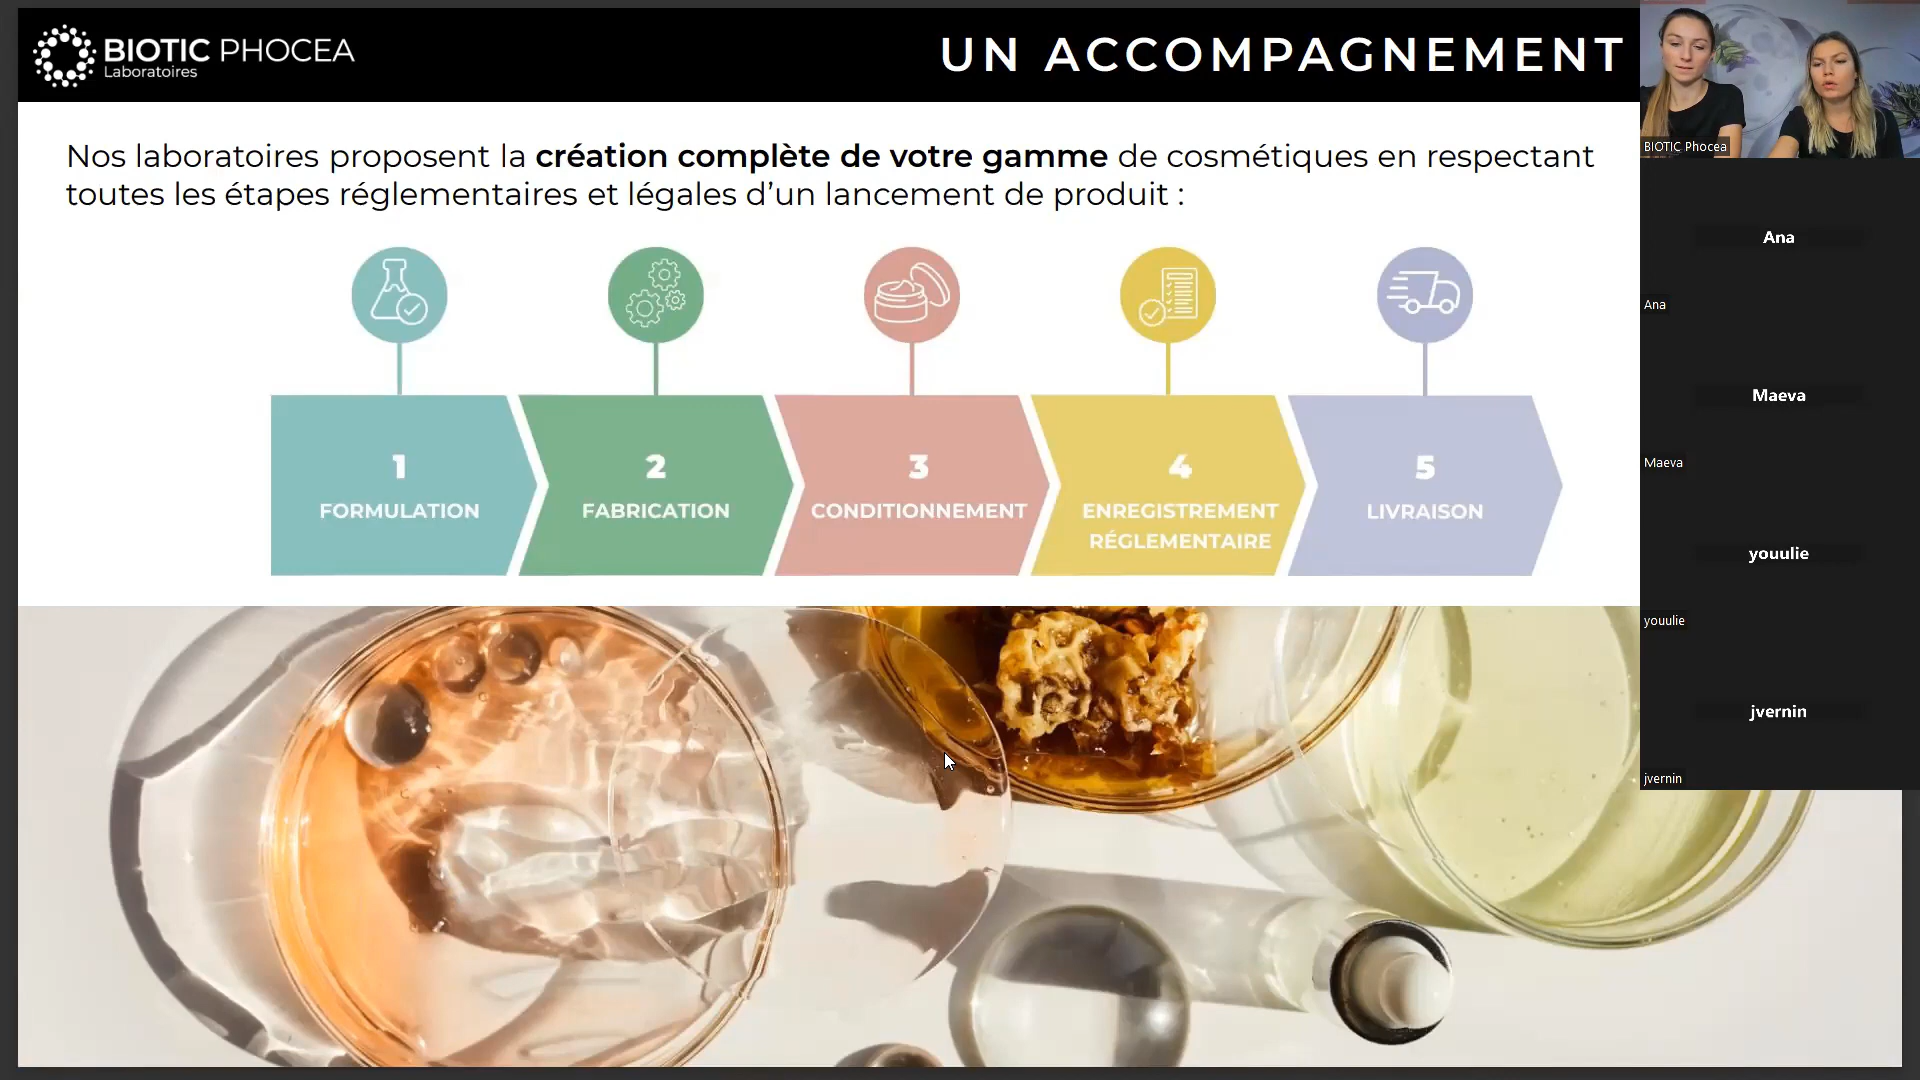 BIOTIC PHOCEA
Laboratoires
UN ACCOMPAGNEMENT
Nos laboratoires proposent la création complète de votre gamme de cosmétiques en respectant
toutes les étapes réglementaires et légales d’un lancement de produit :
1
FORMULATION
2
FABRICATION
3
CONDITIONNEMENT
4
ENREGISTREMENT
RÉGLEMENTAIRE
5
LIVRAISON
BIOTIC Phocea
Ana
Ana
Maeva
Maeva
youulie
youulie
jvernin
jvernin